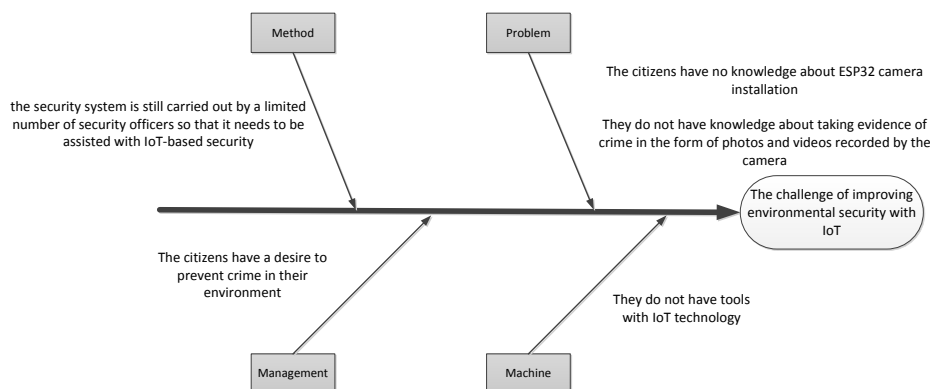 Method
Problem
The citizens have no knowledge about ESP32 camera
installation
the security system is still carried out by a limited
number of security officers so that it needs to be
assisted with IoT-based security
They do not have knowledge about taking evidence of
crime in the form of photos and videos recorded by the
camera
The challenge of improving
environmental security with
IoT
The citizens have a desire to
prevent crime in their
environment
They do not have tools
with IoT technology
Management
Machine